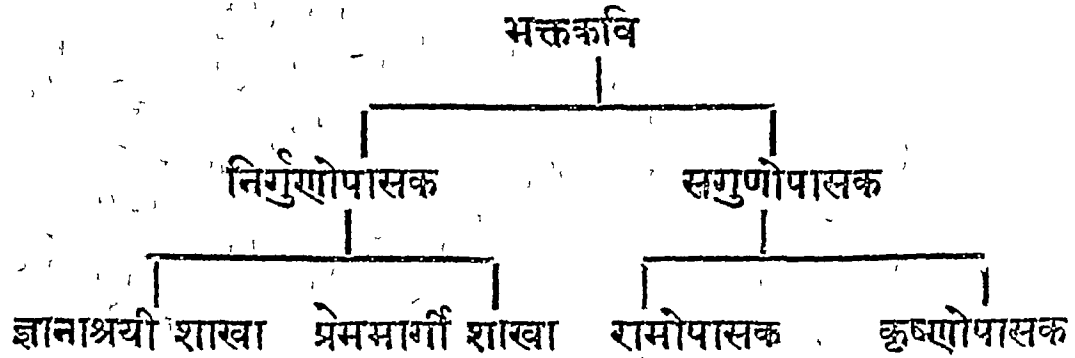 भक्तकवि
निर्गुणोपासक सगुणोपासक
ज्ञानाश्रयी शाखा प्रेममार्गी शाखा रामोपासक कृष्णोपासक